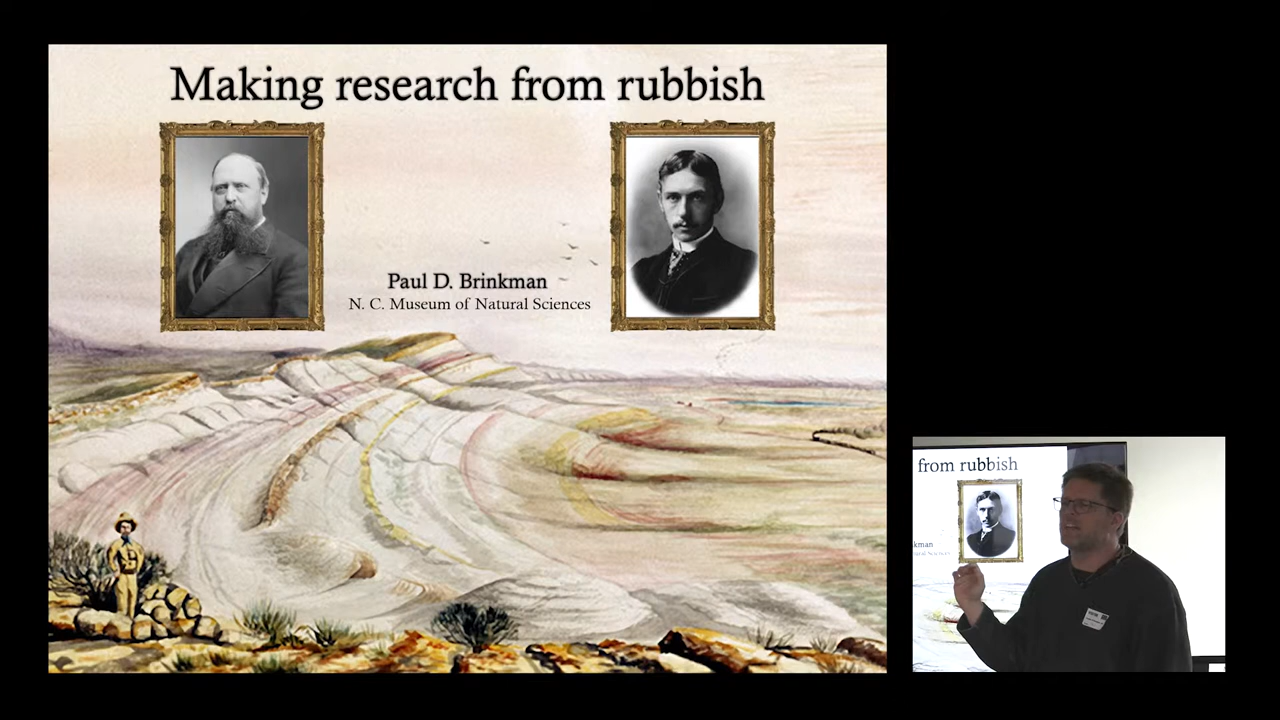 Making research from rubbish
Paul D. Brinkman
N. C. Museum of Natural Sciences
from rubbish